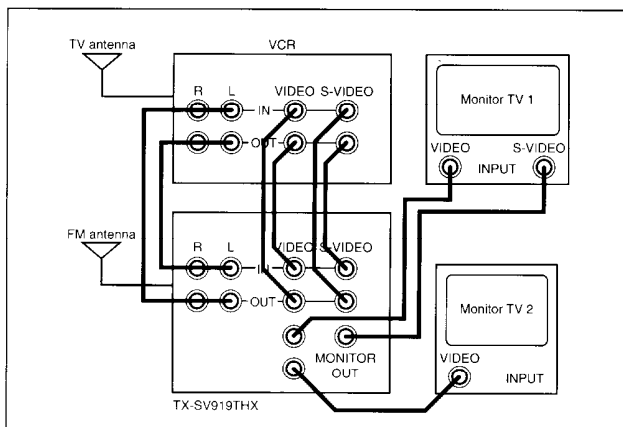 TV antenna
VCR
R L VIDEO S-VIDEO
IN
OUT
Monitor TV 1
VIDEO S-VIDEO
INPUT
FM antenna
R L VIDEO S-VIDEO
IN
OUT
MONITOR
OUT
TX-SV919THX
Monitor TV 2
VIDEO
INPUT